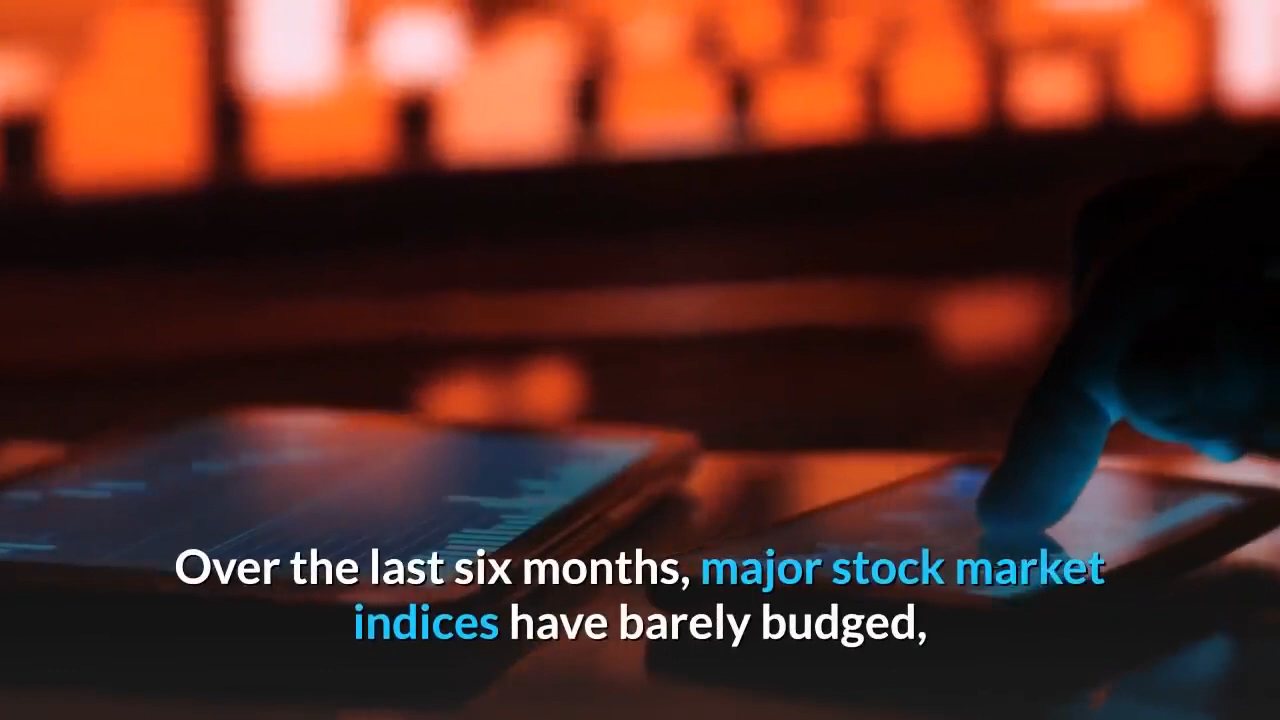 Over the last six months, major stock market
indices have barely budged,